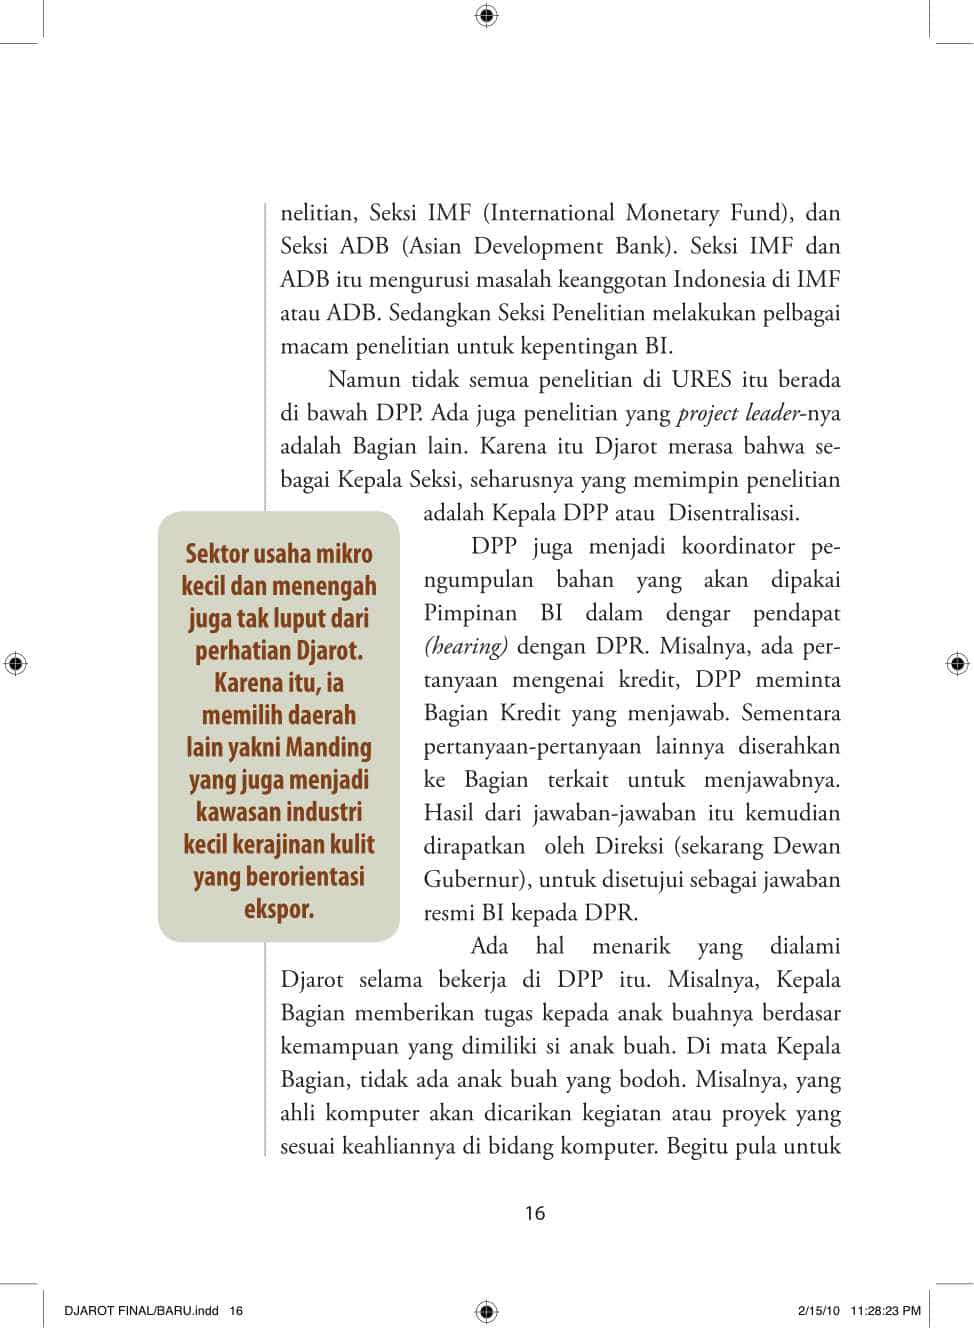 nelitian, Seksi IMF (International Monetary Fund), dan
Seksi ADB (Asian Development Bank). Seksi IMF dan
ADB itu mengurusi masalah keanggotan Indonesia di IMF
atau ADB. Sedangkan Seksi Penelitian melakukan pelbagai
macam penelitian untuk kepentingan BI.
Namun tidak semua penelitian di URES itu berada
di bawah DPP. Ada juga penelitian yang project leader-nya
adalah Bagian lain. Karena itu Djarot merasa bahwa se-
bagai Kepala Seksi, seharusnya yang memimpin penelitian
adalah Kepala DPP atau Disentralisasi.
DPP juga menjadi koordinator pe-
ngumpulan bahan yang akan dipakai
Pimpinan BI dalam dengar pendapat
(hearing) dengan DPR. Misalnya, ada per-
tanyaan mengenai kredit, DPP meminta
Bagian Kredit yang menjawab. Sementara
pertanyaan-pertanyaan lainnya diserahkan
ke Bagian terkait untuk menjawabnya.
Hasil dari jawaban-jawaban itu kemudian
dirapatkan oleh Direksi (sekarang Dewan
Gubernur), untuk disetujui sebagai jawaban
resmi BI kepada DPR.
Sektor usaha mikro
kecil dan menengah
juga tak luput dari
perhatian Djarot.
Karena itu, ia
memilih daerah
lain yakni Manding
yang juga menjadi
kawasan industri
kecil kerajinan kulit
yang berorientasi
ekspor.
Ada hal menarik yang dialami
Djarot selama bekerja di DPP itu. Misalnya, Kepala
Bagian memberikan tugas kepada anak buahnya berdasar
kemampuan yang dimiliki si anak buah. Di mata Kepala
Bagian, tidak ada anak buah yang bodoh. Misalnya, yang
ahli komputer akan dicarikan kegiatan atau proyek yang
sesuai keahliannya di bidang komputer. Begitu pula untuk
16
DJAROT FINAL/BARU.indd 16
2/15/10 11:28:23 PM